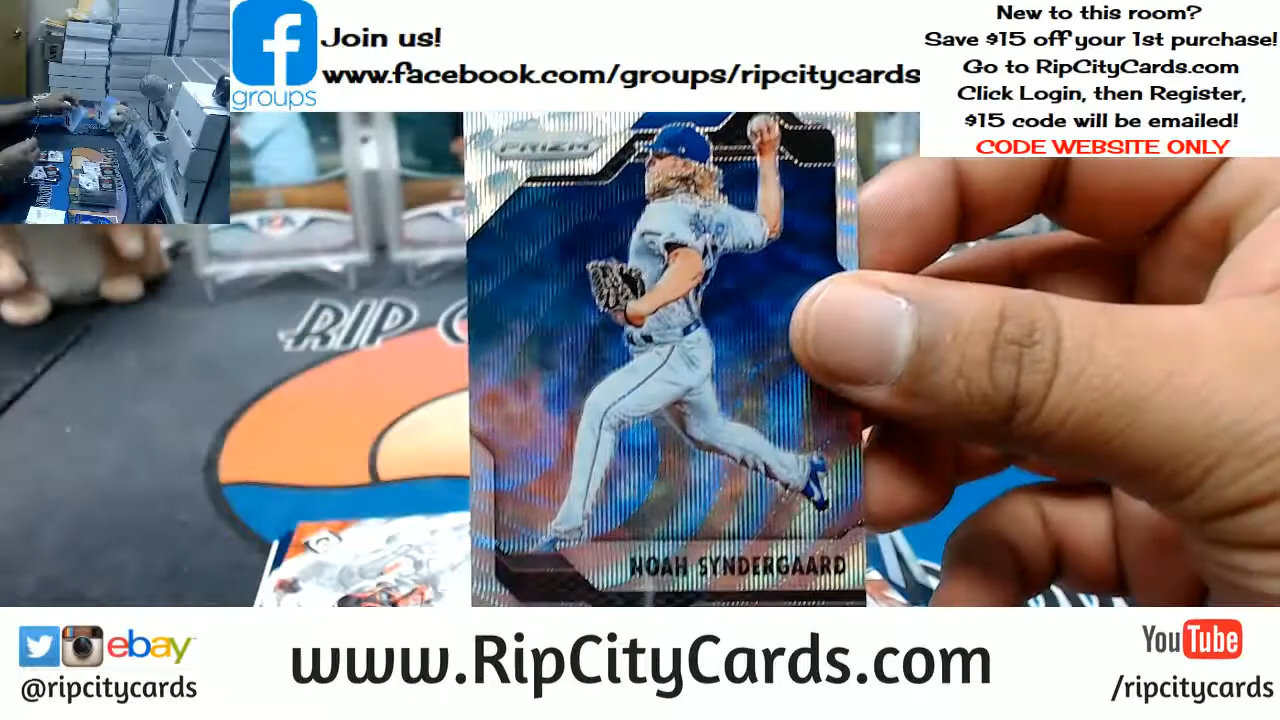 Join us!
www.facebook.com/groups/ripcitycards
groups
New to this room?
Save $15 off your 1st purchase!
Go to RipCityCards.com
Click Login, then Register,
$15 code will be emailed!
CODE WEBSITE ONLY
PRIZM
RIP C
NOAH SYNDERGAARD
ebay
@ripcitycards
www.RipCityCards.com
YouTube
/ripcitycards